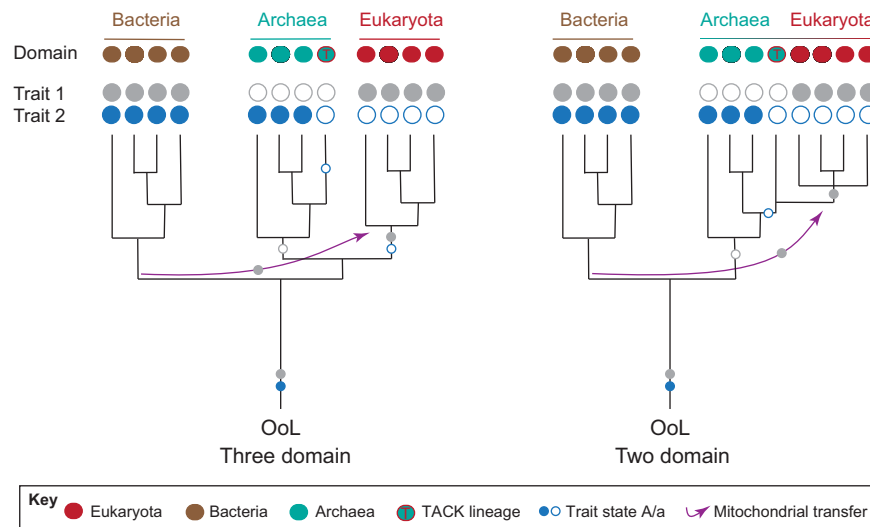 Bacteria Archaea Eukaryota Bacteria Archaea Eukaryota
Domain T T
Trait 1
Trait 2
OoL OoL
Three domain Two domain
Key Eukaryota Bacteria Archaea T TACK lineage Trait state A/a Mitochondrial transfer